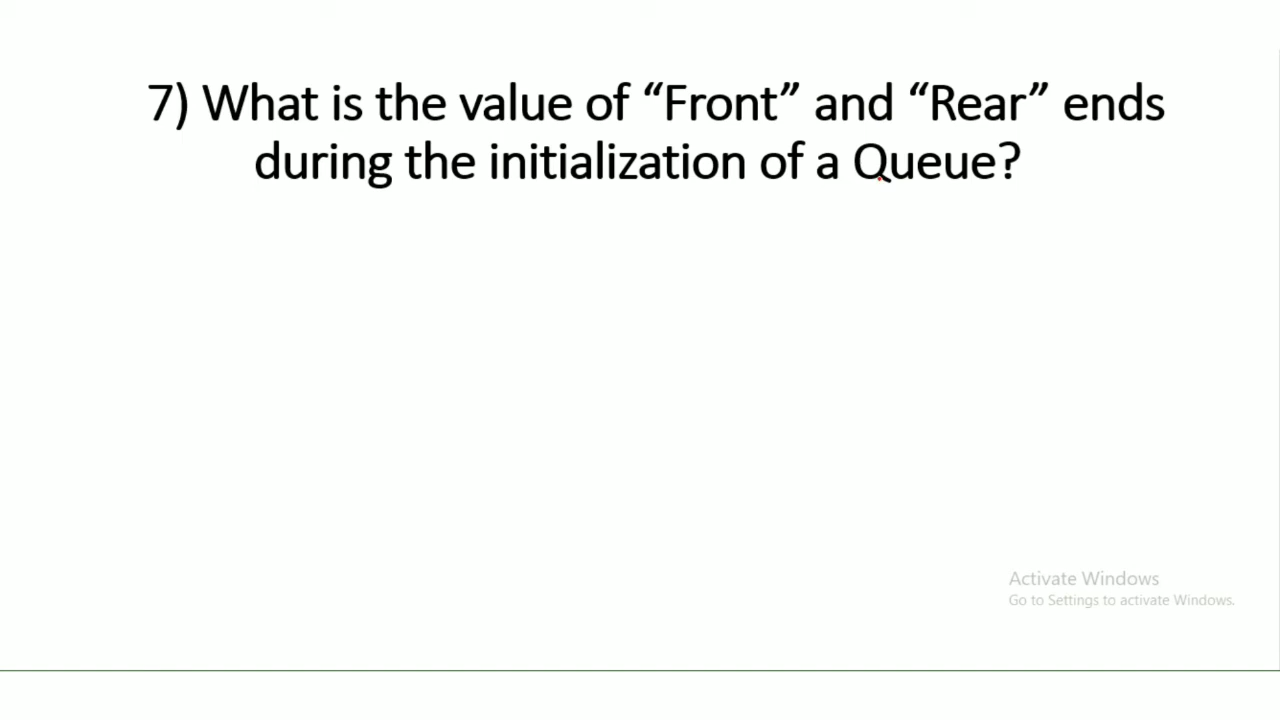 7) What is the value of “Front” and “Rear” ends
during the initialization of a Queue?
Activate Windows
Go to Settings to activate Windows.